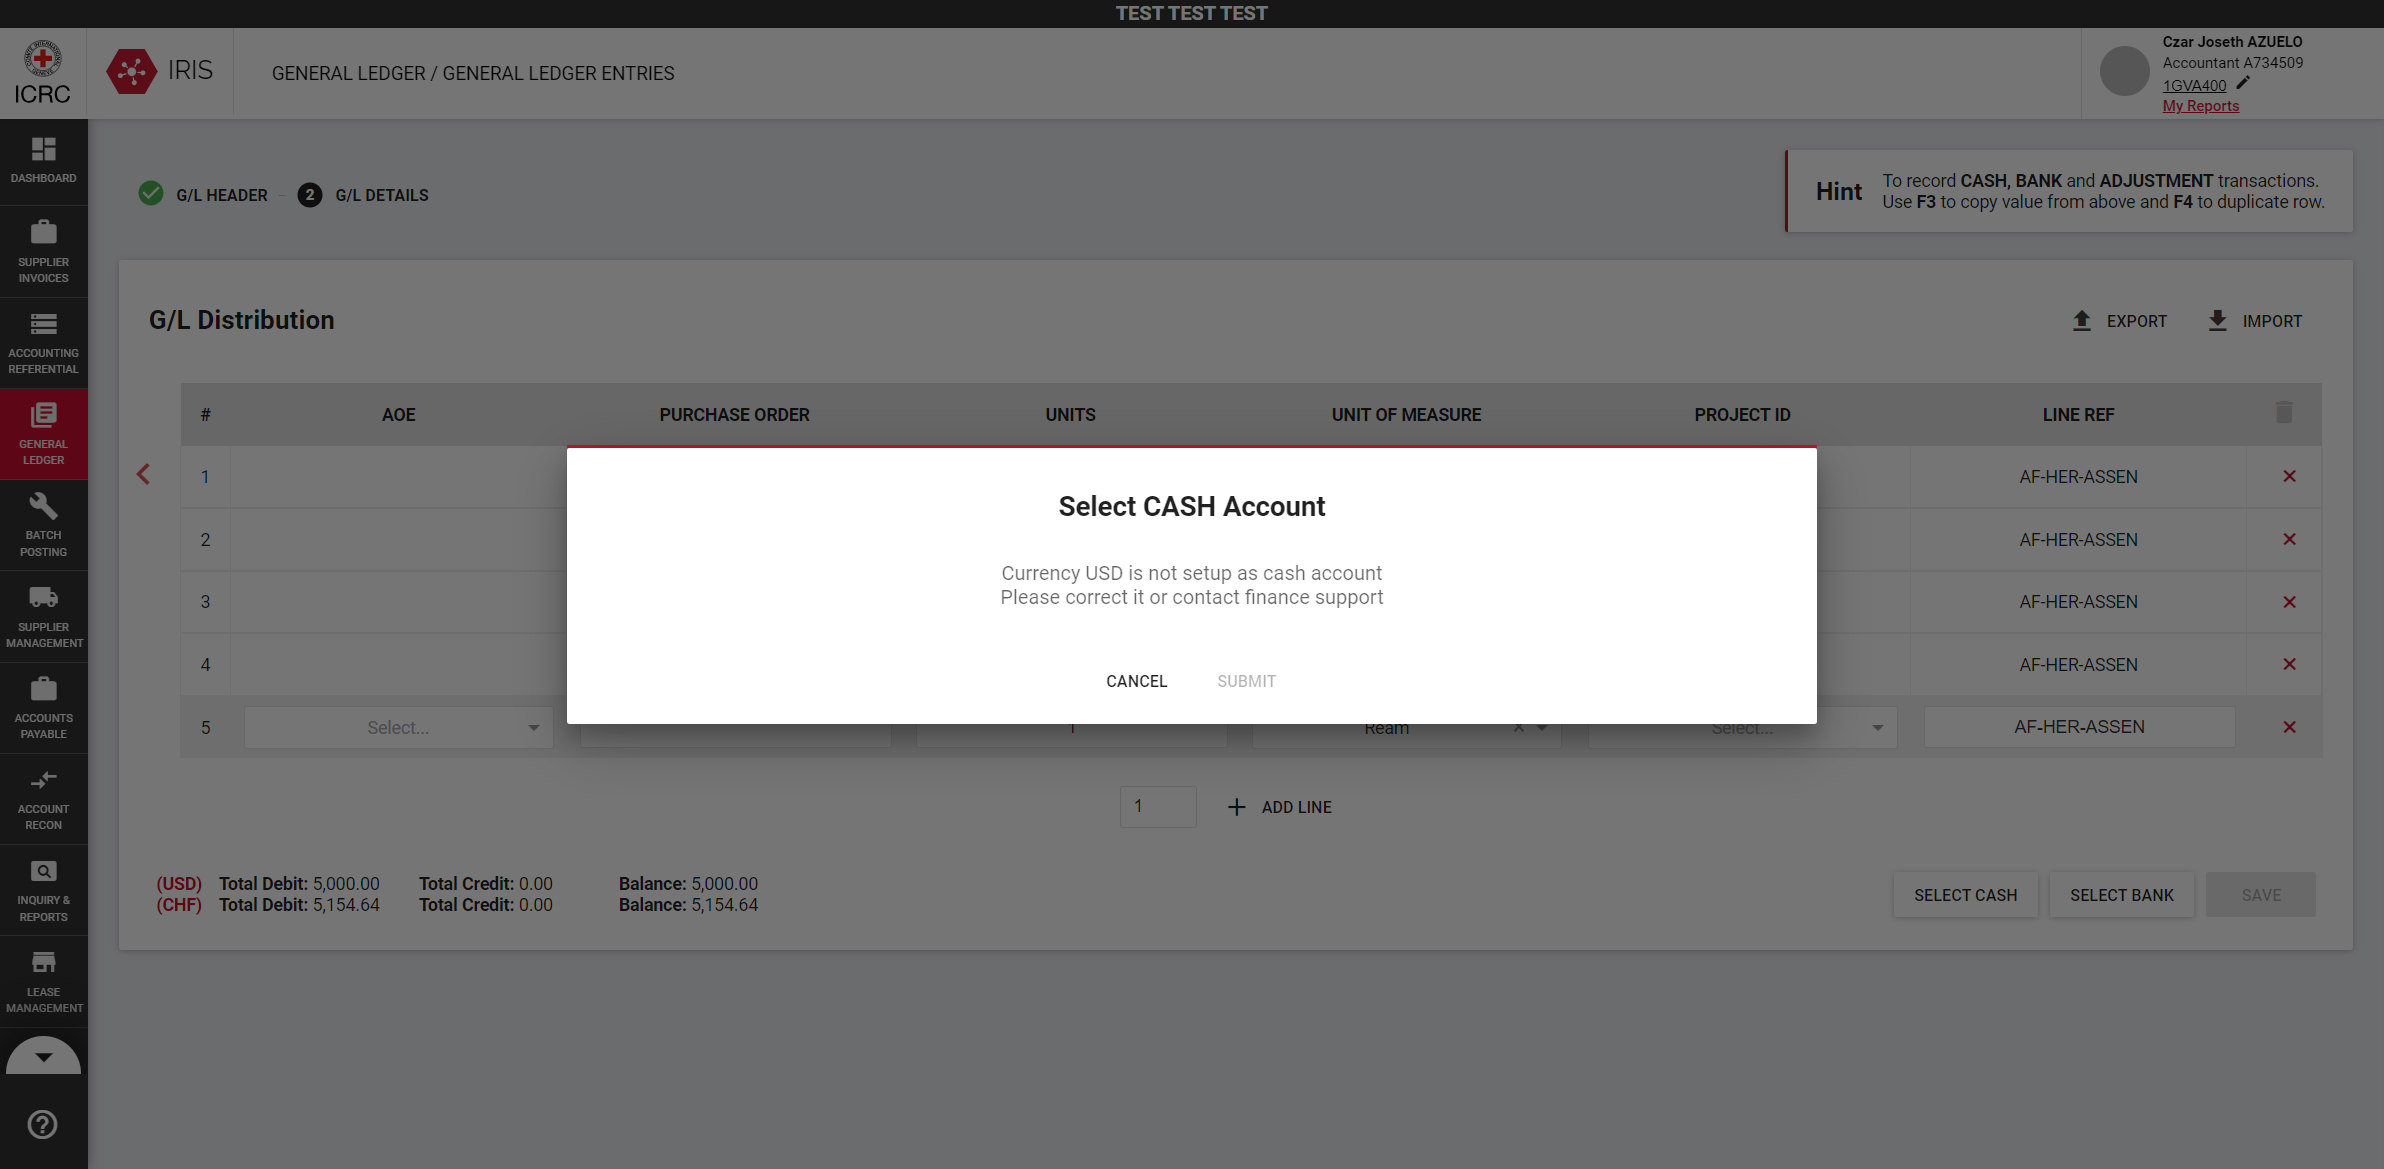 TEST TEST TEST
ICRC
IRIS
GENERAL LEDGER / GENERAL LEDGER ENTRIES
Czar Joseth AZUELO
Accountant A734509
1GVA400
My Reports
DASHBOARD
SUPPLIER
INVOICES
ACCOUNTING
REFERENTIAL
GENERAL
LEDGER
BATCH
POSTING
SUPPLIER
MANAGEMENT
ACCOUNTS
PAYABLE
ACCOUNT
RECON
INQUIRY &
REPORTS
LEASE
MANAGEMENT
G/L HEADER
2 G/L DETAILS
Hint
To record CASH, BANK and ADJUSTMENT transactions.
Use F3 to copy value from above and F4 to duplicate row.
G/L Distribution
EXPORT
IMPORT
# AOE PURCHASE ORDER UNITS UNIT OF MEASURE PROJECT ID LINE REF
1 AF-HER-ASSEN
2 AF-HER-ASSEN
3 AF-HER-ASSEN
4 AF-HER-ASSEN
5 Select... 1 Ream Select... AF-HER-ASSEN
Select CASH Account
Currency USD is not setup as cash account
Please correct it or contact finance support
CANCEL SUBMIT
1 ADD LINE
(USD) Total Debit: 5,000.00 Total Credit: 0.00 Balance: 5,000.00
(CHF) Total Debit: 5,154.64 Total Credit: 0.00 Balance: 5,154.64
SELECT CASH SELECT BANK SAVE